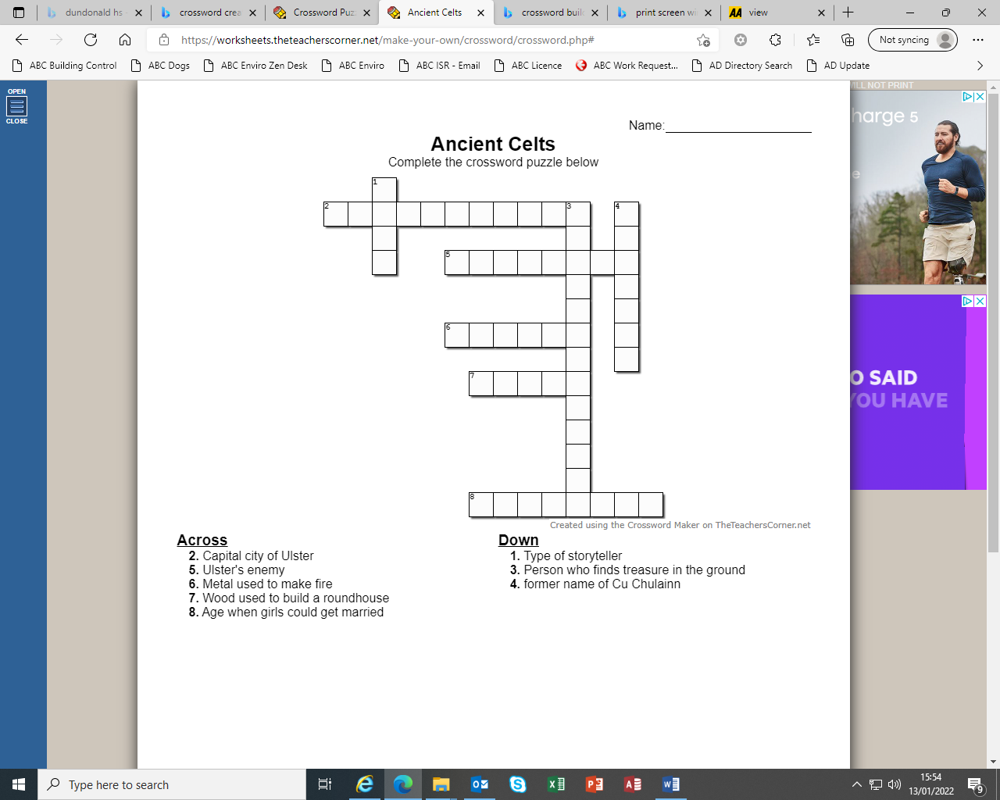 dundonald hs
crossword crea
Crossword Puz
Ancient Celts
crossword buil
print screen wi
view
https://worksheets.theteacherscorner.net/make-your-own/crossword/crossword.php#
Not syncing
ABC Building Control
ABC Dogs
ABC Enviro Zen Desk
ABC Enviro
ABC ISR - Email
ABC Licence
ABC Work Request...
AD Directory Search
AD Update
OPEN
CLOSE
WILL NOT PRINT
harge 5
e
O SAID
YOU HAVE
Name:
Ancient Celts
Complete the crossword puzzle below
1
2 3 4
5
6
7
8
Created using the Crossword Maker on TheTeachersCorner.net
Across
2. Capital city of Ulster
5. Ulster's enemy
6. Metal used to make fire
7. Wood used to build a roundhouse
8. Age when girls could get married
Down
1. Type of storyteller
3. Person who finds treasure in the ground
4. former name of Cu Chulainn
Type here to search
15:54
13/01/2022
9